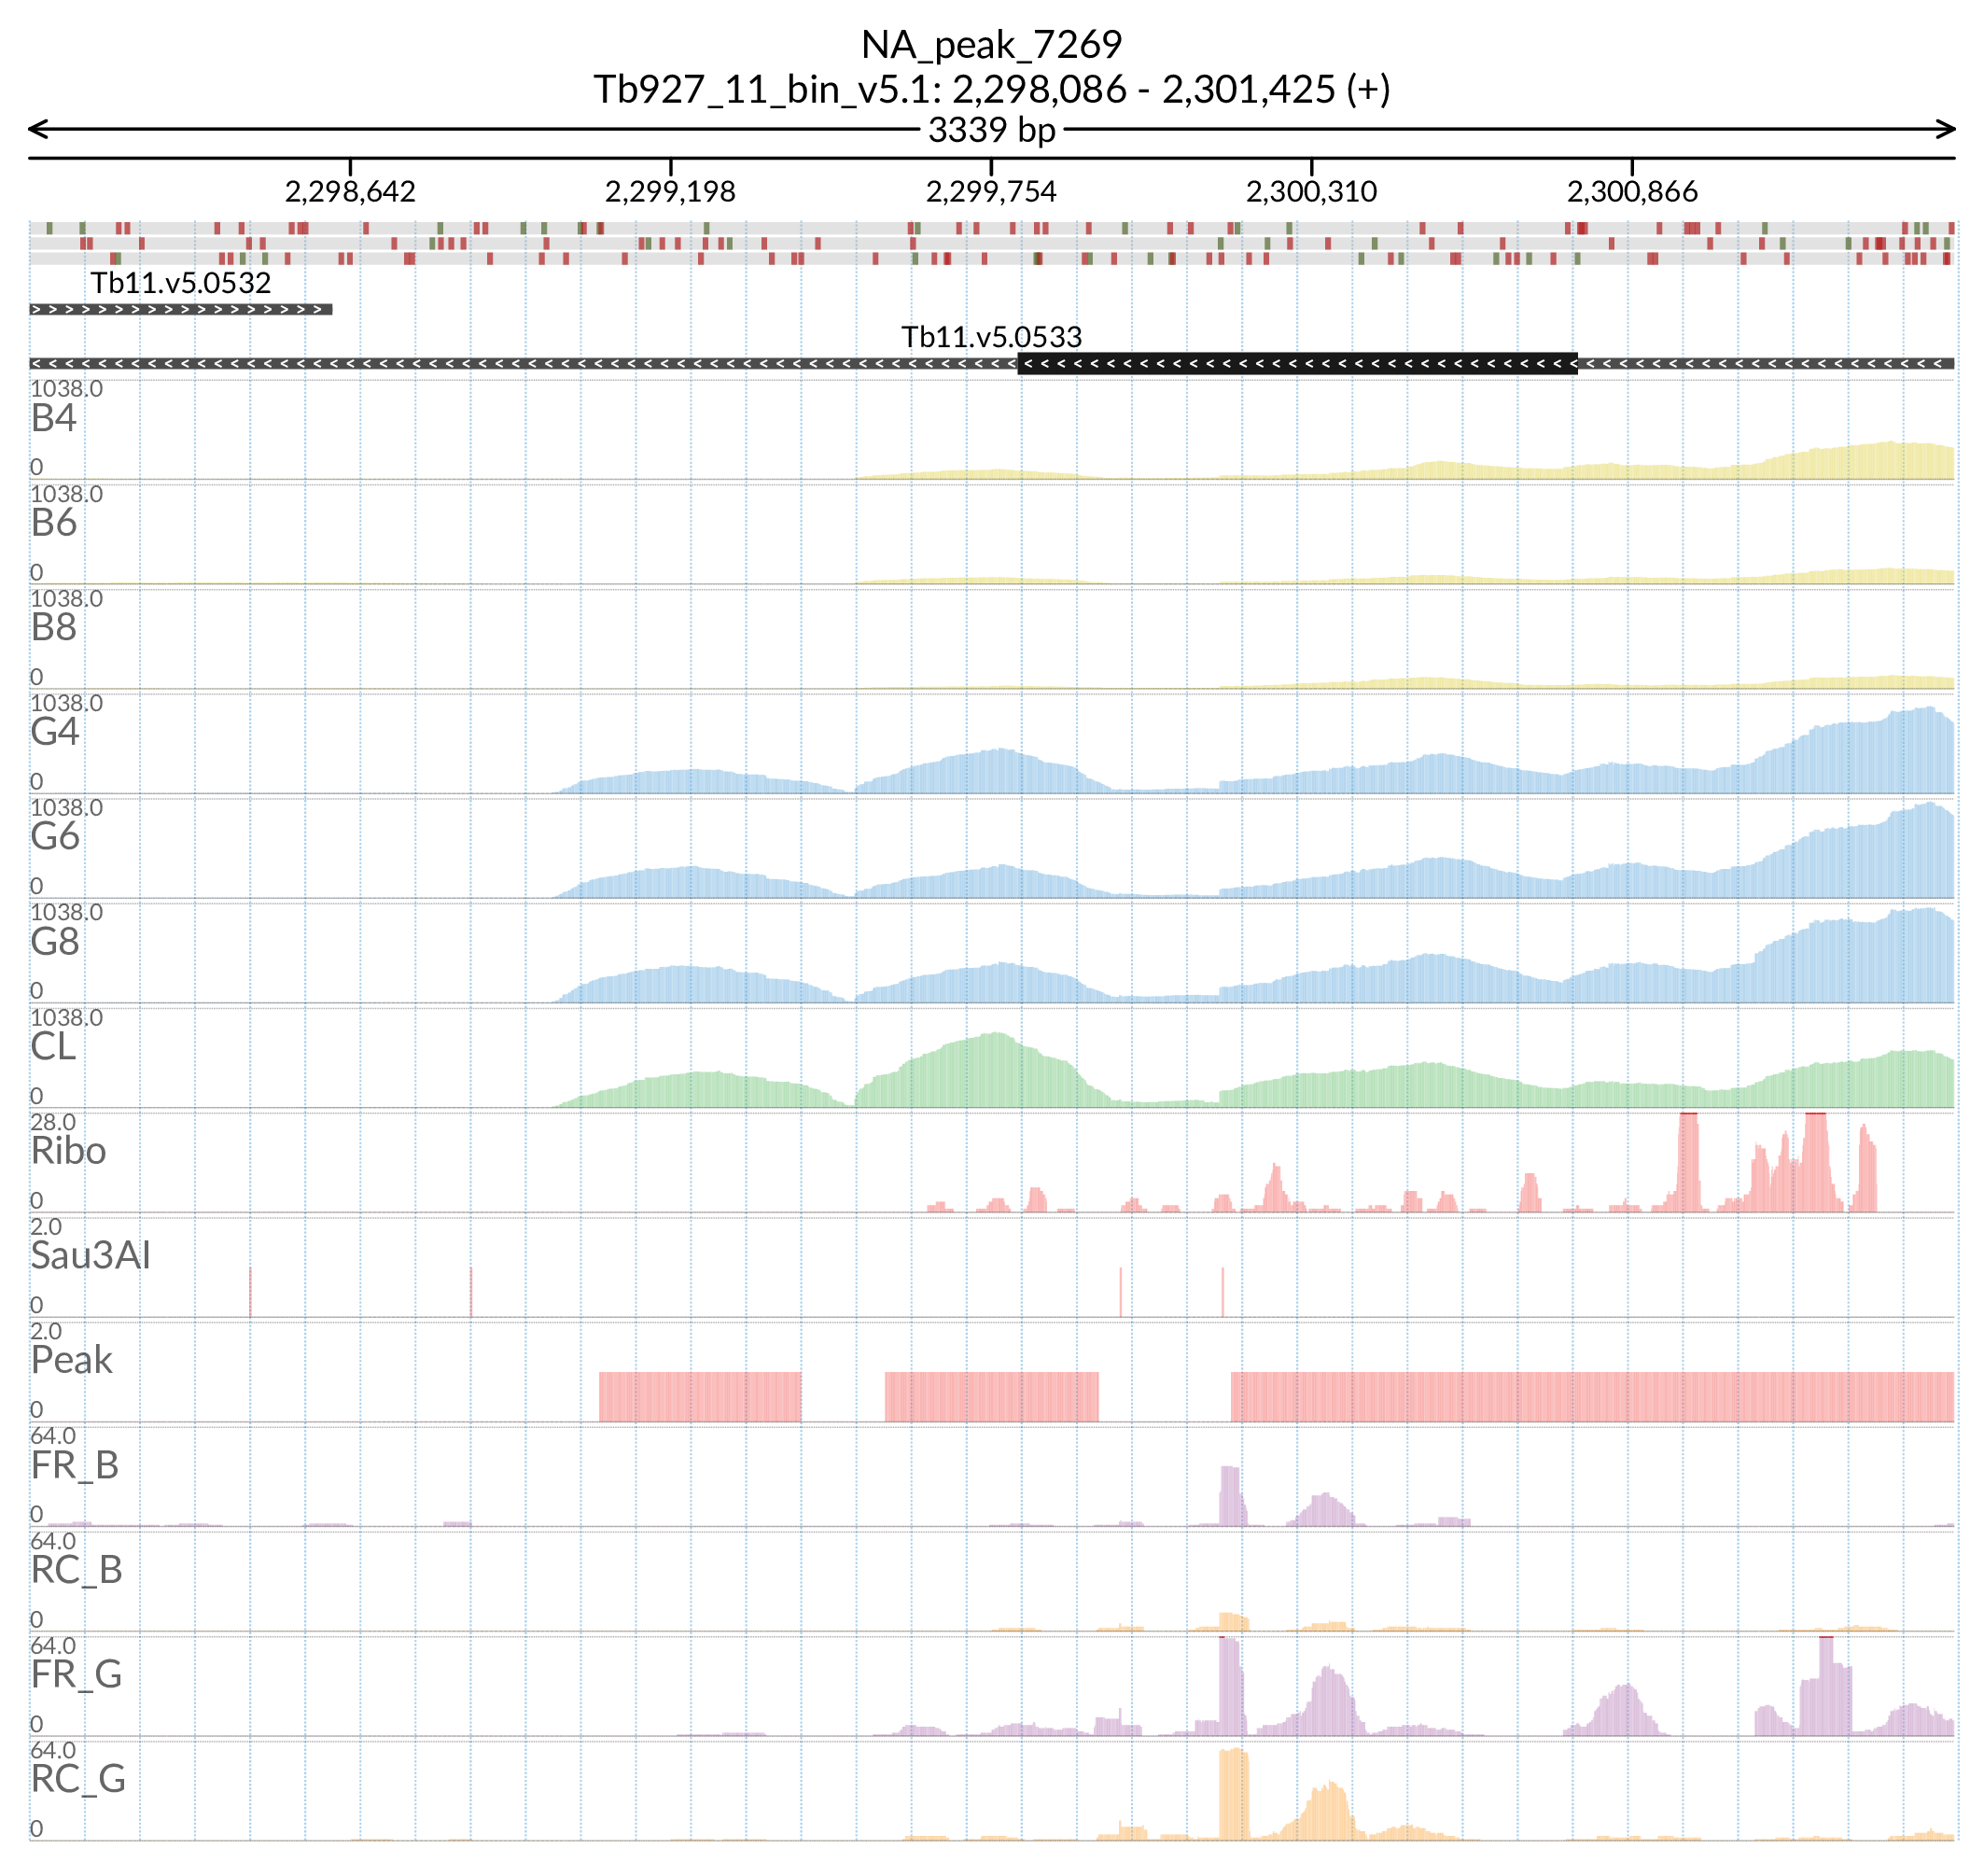 NA_peak_7269
Tb927_11_bin_v5.1: 2,298,086 - 2,301,425 (+)
3339 bp
2,298,642 2,299,198 2,299,754 2,300,310 2,300,866
Tb11.v5.0532
Tb11.v5.0533
1038.0
B4
0
1038.0
B6
0
1038.0
B8
0
1038.0
G4
0
1038.0
G6
0
1038.0
G8
0
1038.0
CL
0
28.0
Ribo
0
2.0
Sau3AI
0
2.0
Peak
0
64.0
FR_B
0
64.0
RC_B
0
64.0
FR_G
0
64.0
RC_G
0